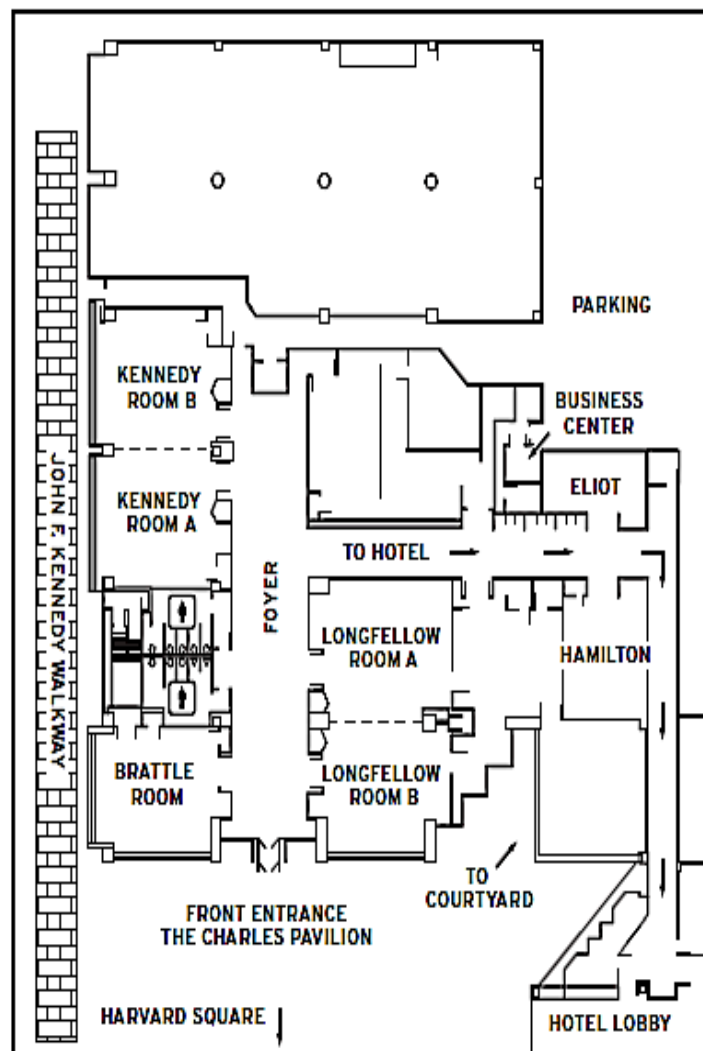 PARKING
KENNEDY
ROOM B
BUSINESS
CENTER
ELIOT
KENNEDY
ROOM A
TO HOTEL
JOHN F. KENNEDY WALKWAY
FOYER
LONGFELLOW
ROOM A
HAMILTON
BRATTLE
ROOM
LONGFELLOW
ROOM B
TO
COURTYARD
FRONT ENTRANCE
THE CHARLES PAVILION
HARVARD SQUARE
HOTEL LOBBY